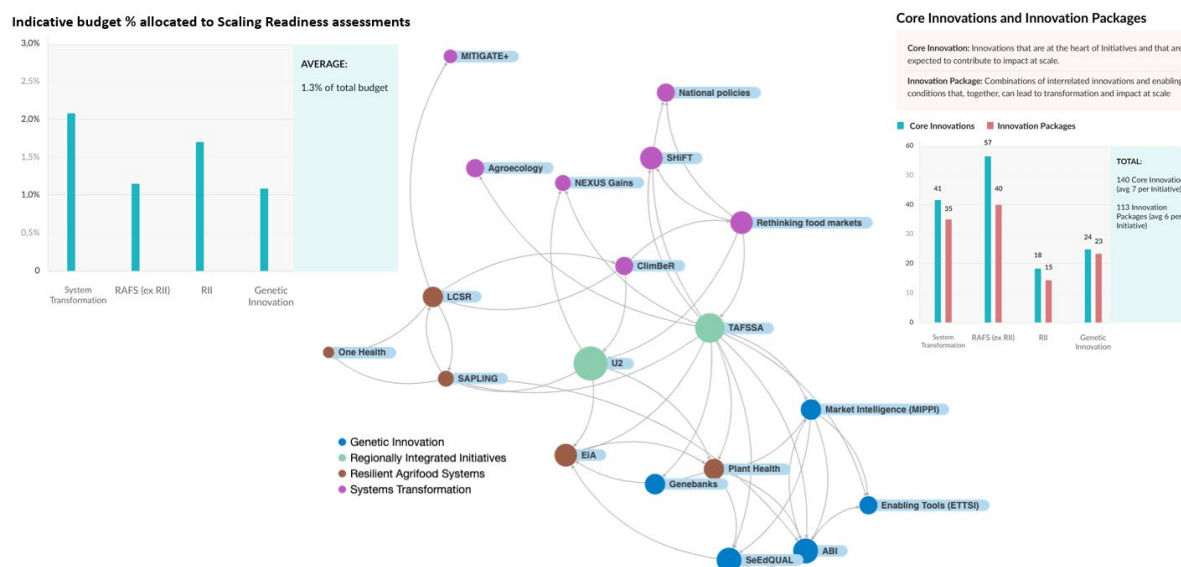 Indicative budget % allocated to Scaling Readiness assessments
3,0%
2,5%
2,0%
1,5%
1,0%
0,5%
0
System
Transformation
RAFS (ex RII)
RII
Genetic
Innovation
AVERAGE:
1.3% of total budget
MITIGATE+
National policies
SHiFT
Agroecology
NEXUS Gains
Rethinking food markets
ClimBeR
LCSR
TAFSSA
One Health
U2
SAPLING
Market Intelligence (MIPPI)
EiA
Plant Health
Genebanks
Enabling Tools (ETTSI)
SeEdQUAL
ABI
Genetic Innovation
Regionally Integrated Initiatives
Resilient Agrifood Systems
Systems Transformation
Core Innovations and Innovation Packages
Core Innovation: Innovations that are at the heart of Initiatives and that are
expected to contribute to impact at scale.
Innovation Package: Combinations of interrelated innovations and enabling
conditions that, together, can lead to transformation and impact at scale
Core Innovations
Innovation Packages
60
50
40
30
20
10
0
41
35
57
40
18
15
24
23
System
Transformation
RAFS (ex RII)
RII
Genetic
Innovation
TOTAL:
140 Core Innovation
(avg 7 per Initiative)
113 Innovation
Packages (avg 6 per
Initiative)